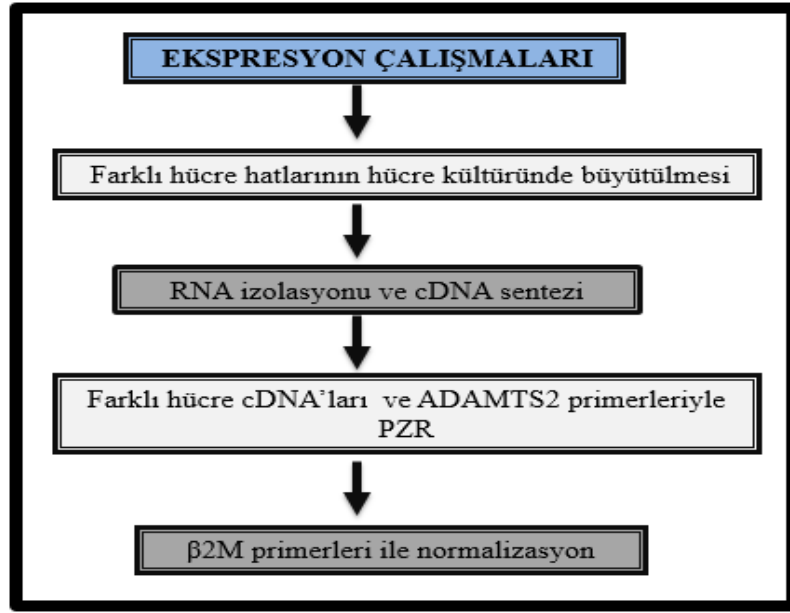 EKSPRESYON ÇALIŞMALARI
Farklı hücre hatlarının hücre kültüründe büyütülmesi
RNA izolasyonu ve cDNA sentezi
Farklı hücre cDNA’ları ve ADAMTS2 primerleriyle
PZR
β2M primerleri ile normalizasyon